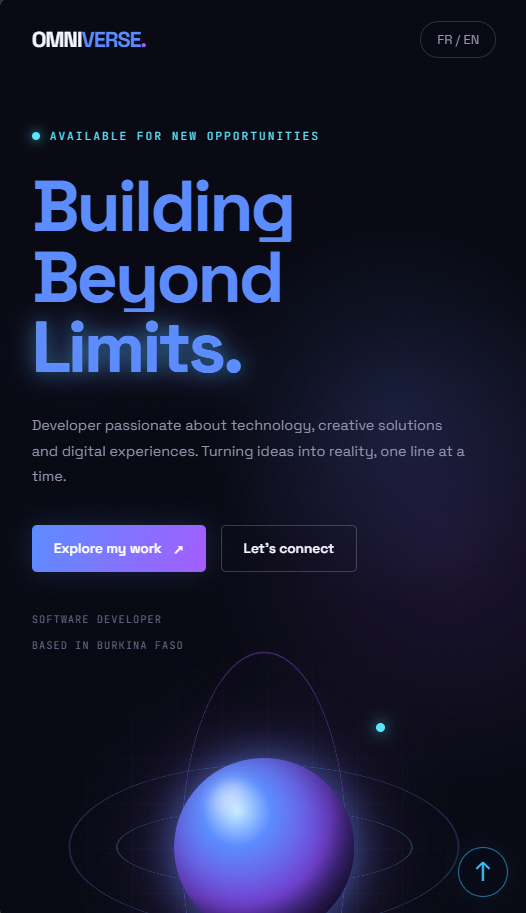 OMNIVERSE.
FR / EN
AVAILABLE FOR NEW OPPORTUNITIES
Building
Beyond
Limits.
Developer passionate about technology, creative solutions
and digital experiences. Turning ideas into reality, one line at a
time.
Explore my work ↗
Let's connect
SOFTWARE DEVELOPER
BASED IN BURKINA FASO